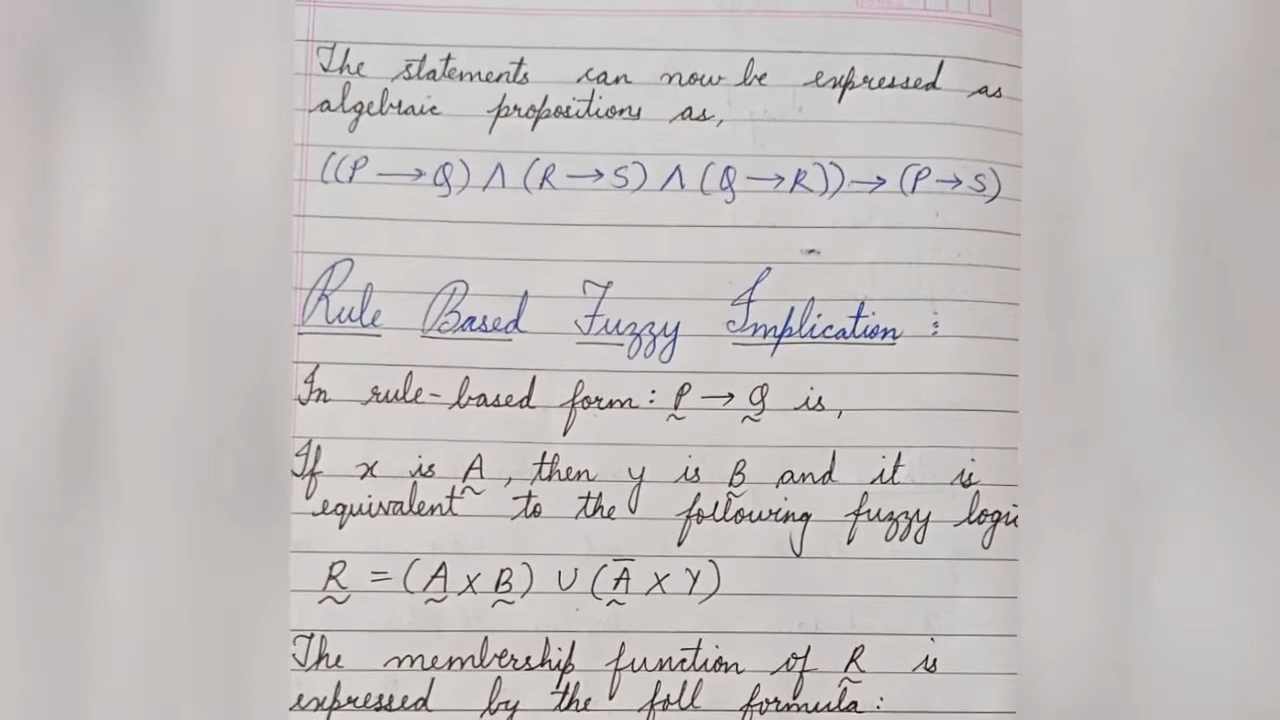 The statements can now be expressed as
algebraic propositions as,
((P → Q) ∧ (R → S) ∧ (Q → R)) → (P → S)
Rule Based Fuzzy Implication :
In rule-based form : P̰ → Q̰ is,
If x is A̰, then y is B̰ and it is
equivalent to the following fuzzy logi
R̰ = (A̰ x B̰) ∪ (Ā̰ x Y)
The membership function of R̰ is
expressed by the foll formula :